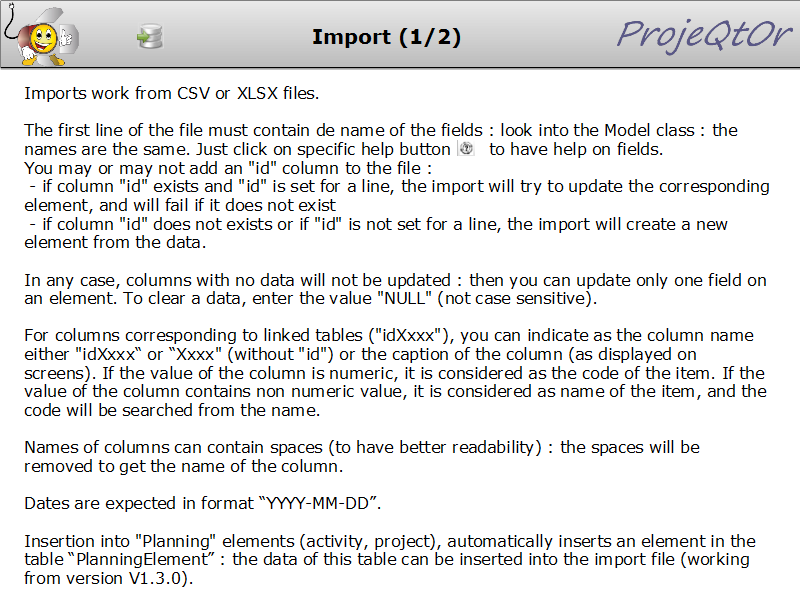 Import (1/2)
ProjeQtOr
Imports work from CSV or XLSX files.
The first line of the file must contain de name of the fields : look into the Model class : the
names are the same. Just click on specific help button to have help on fields.
You may or may not add an "id" column to the file :
- if column "id" exists and "id" is set for a line, the import will try to update the corresponding
element, and will fail if it does not exist
- if column "id" does not exists or if "id" is not set for a line, the import will create a new
element from the data.
In any case, columns with no data will not be updated : then you can update only one field on
an element. To clear a data, enter the value "NULL" (not case sensitive).
For columns corresponding to linked tables ("idXxxx"), you can indicate as the column name
either "idXxxx“ or “Xxxx" (without "id") or the caption of the column (as displayed on
screens). If the value of the column is numeric, it is considered as the code of the item. If the
value of the column contains non numeric value, it is considered as name of the item, and the
code will be searched from the name.
Names of columns can contain spaces (to have better readability) : the spaces will be
removed to get the name of the column.
Dates are expected in format “YYYY-MM-DD”.
Insertion into "Planning" elements (activity, project), automatically inserts an element in the
table “PlanningElement” : the data of this table can be inserted into the import file (working
from version V1.3.0).